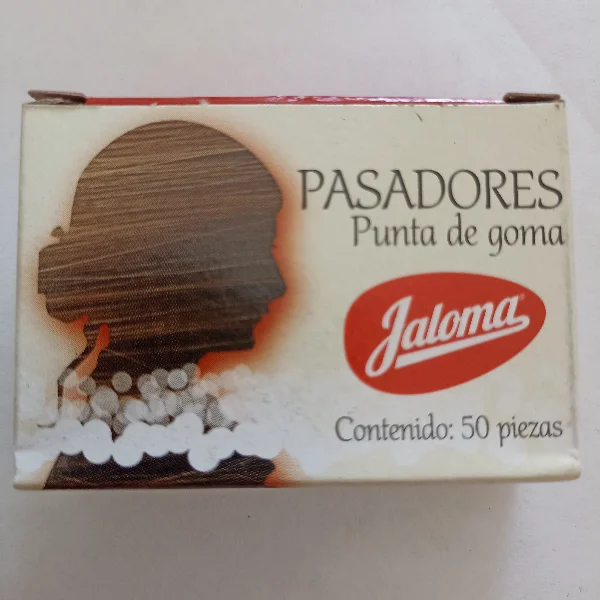 PASADORES
Punta de goma
Jaloma
Contenido: 50 piezas